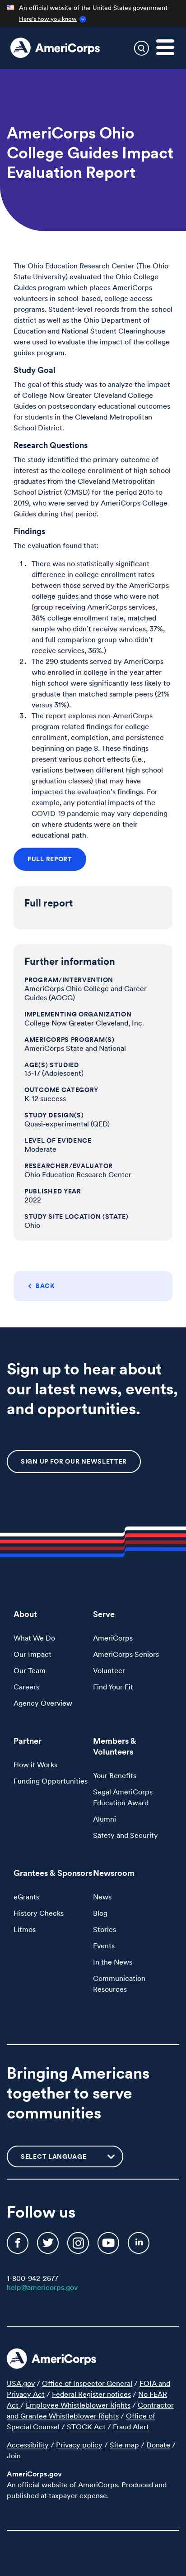 An official website of the United States government
Here's how you know
AmeriCorps
AmeriCorps Ohio
College Guides Impact
Evaluation Report
The Ohio Education Research Center (The Ohio
State University) evaluated the Ohio College
Guides program which places AmeriCorps
volunteers in school-based, college access
programs. Student-level records from the school
district and the Ohio Department of
Education and National Student Clearinghouse
were used to evaluate the impact of the college
guides program.
Study Goal
The goal of this study was to analyze the impact
of College Now Greater Cleveland College
Guides on postsecondary educational outcomes
for students in the Cleveland Metropolitan
School District.
Research Questions
The study identified the primary outcome of
interest as the college enrollment of high school
graduates from the Cleveland Metropolitan
School District (CMSD) for the period 2015 to
2019, who were served by AmeriCorps College
Guides during that period.
Findings
The evaluation found that:
1. There was no statistically significant
difference to college enrollment rates
between those served by the AmeriCorps
college guides and those who were not
(group receiving AmeriCorps services,
38% college enrollment rate, matched
sample who didn't receive services, 37%,
and full comparison group who didn't
receive services, 36%.)
2. The 290 students served by AmeriCorps
who enrolled in college in the year after
high school were significantly less likely to
graduate than matched sample peers (21%
versus 31%).
3. The report explores non-AmeriCorps
program related findings for college
enrollment, completion, and persistence
beginning on page 8. These findings
present various cohort effects (i.e.,
variations between different high school
graduation classes) that may have
impacted the evaluation's findings. For
example, potential impacts of the
COVID-19 pandemic may vary depending
on where students were on their
educational path.
FULL REPORT
Full report
Further information
PROGRAM/INTERVENTION
AmeriCorps Ohio College and Career
Guides (AOCG)
IMPLEMENTING ORGANIZATION
College Now Greater Cleveland, Inc.
AMERICORPS PROGRAM(S)
AmeriCorps State and National
AGE(S) STUDIED
13-17 (Adolescent)
OUTCOME CATEGORY
K-12 success
STUDY DESIGN(S)
Quasi-experimental (QED)
LEVEL OF EVIDENCE
Moderate
RESEARCHER/EVALUATOR
Ohio Education Research Center
PUBLISHED YEAR
2022
STUDY SITE LOCATION (STATE)
Ohio
BACK
Sign up to hear about
our latest news, events,
and opportunities.
SIGN UP FOR OUR NEWSLETTER
About
What We Do
Our Impact
Our Team
Careers
Agency Overview
Serve
AmeriCorps
AmeriCorps Seniors
Volunteer
Find Your Fit
Partner
How it Works
Funding Opportunities
Members &
Volunteers
Your Benefits
Segal AmeriCorps
Education Award
Alumni
Safety and Security
Grantees & Sponsors
eGrants
History Checks
Litmos
Newsroom
News
Blog
Stories
Events
In the News
Communication
Resources
Bringing Americans
together to serve
communities
SELECT LANGUAGE
Follow us
1-800-942-2677
help@americorps.gov
AmeriCorps
USA.gov / Office of Inspector General / FOIA and
Privacy Act / Federal Register notices / No FEAR
Act / Employee Whistleblower Rights / Contractor
and Grantee Whistleblower Rights / Office of
Special Counsel / STOCK Act / Fraud Alert
Accessibility / Privacy policy / Site map / Donate /
Join
AmeriCorps.gov
An official website of AmeriCorps. Produced and
published at taxpayer expense.